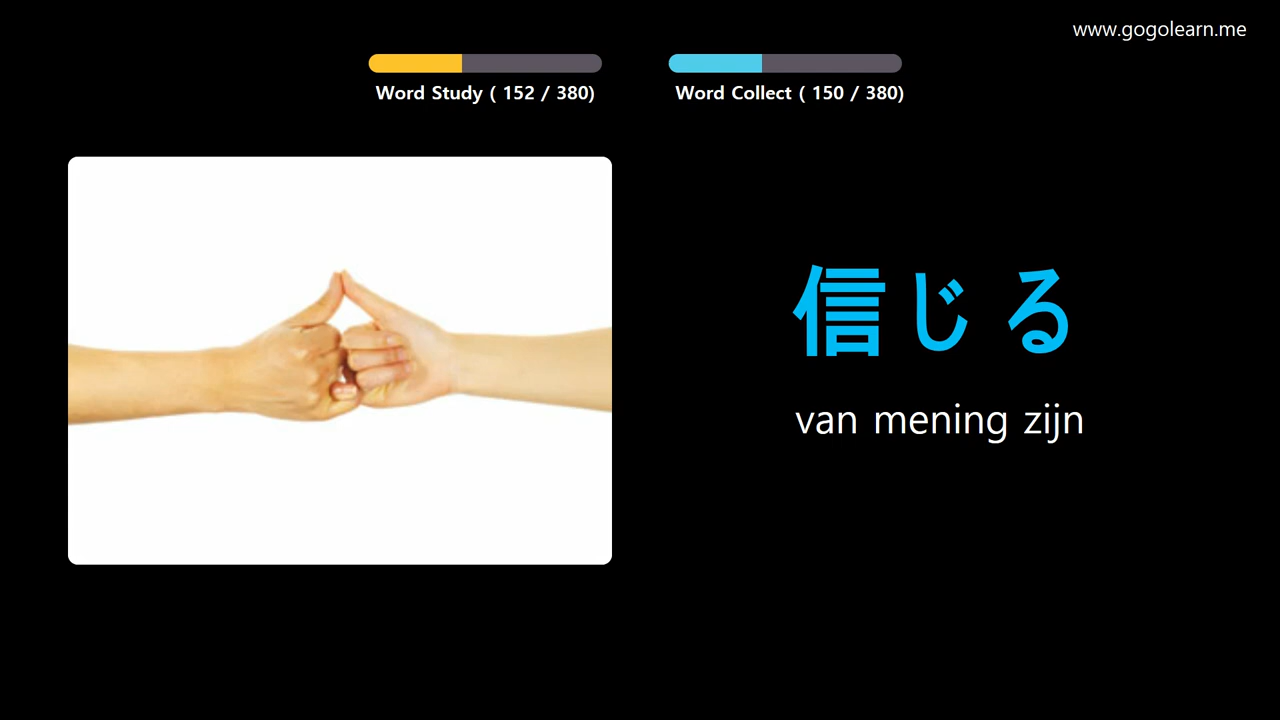 www.gogolearn.me
Word Study ( 152 / 380)
Word Collect ( 150 / 380)
信じる
van mening zijn